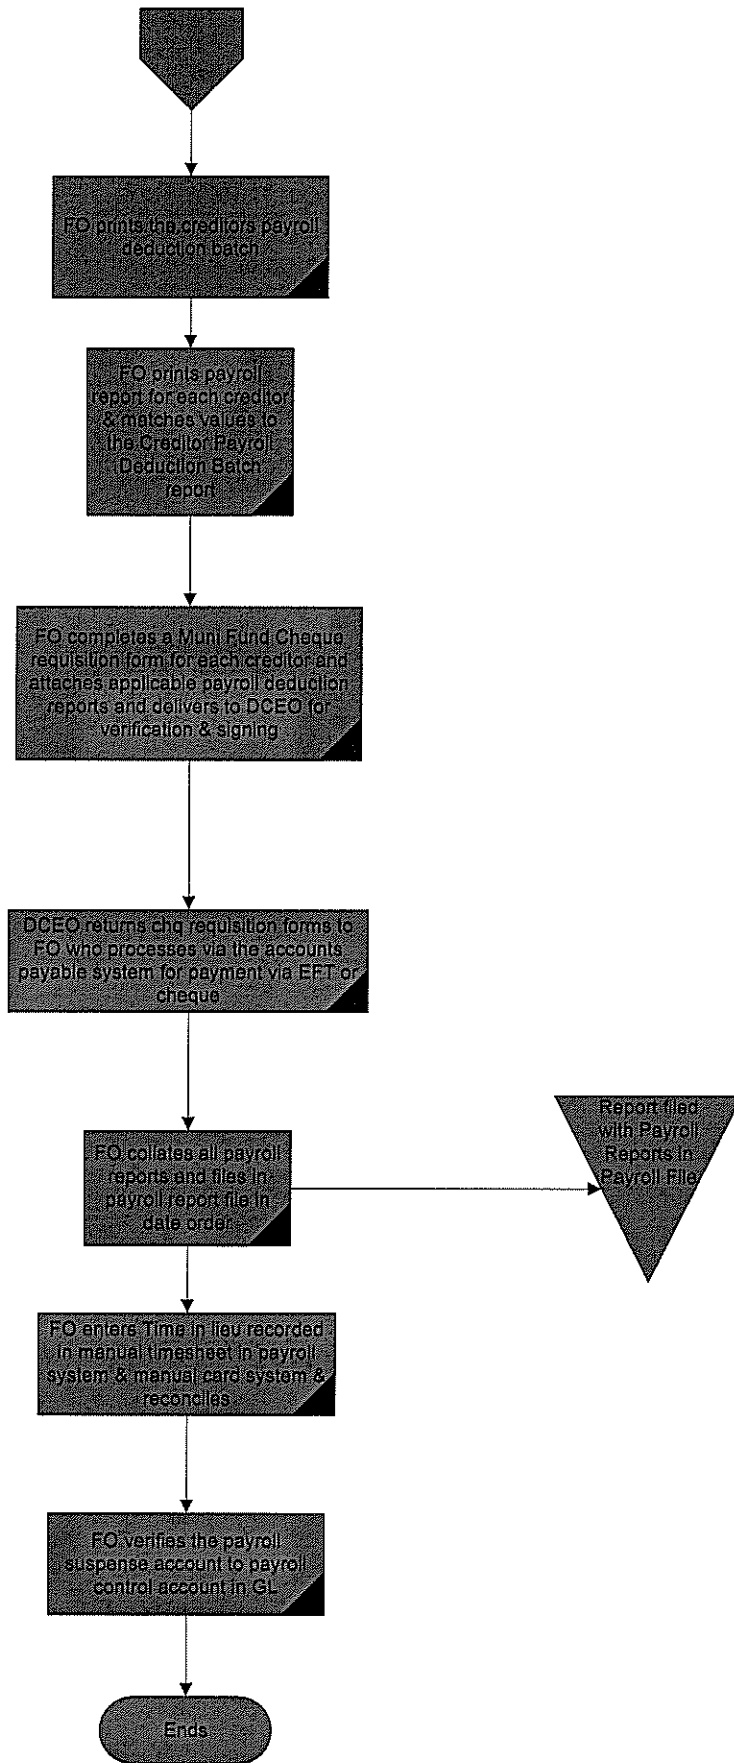 FO prints the creditors payroll
deduction batch
FO prints payroll
report for each creditor
& matches values to
the Creditor Payroll
Deduction Batch
report
FO completes a Muni Fund Cheque
requisition form for each creditor and
attaches applicable payroll deduction
reports and delivers to DCEO for
verification & signing
DCEO returns chq requisition forms to
FO who processes via the accounts
payable system for payment via EFT or
cheque
FO collates all payroll
reports and files in
payroll report file in
date order
Report filed
with Payroll
Reports in
Payroll File
FO enters Time in lieu recorded
in manual timesheet in payroll
system & manual card system &
reconciles
FO verifies the payroll
suspense account to payroll
control account in GL
Ends